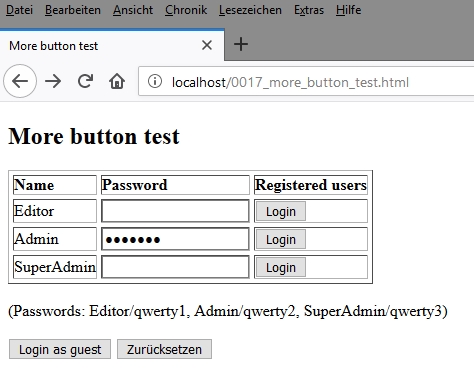 Datei Bearbeiten Ansicht Chronik Lesezeichen Extras Hilfe
More button test
localhost/0017_more_button_test.html
More button test
Name Password Registered users
Editor Login
Admin ●●●●●●● Login
SuperAdmin Login
(Passwords: Editor/qwerty1, Admin/qwerty2, SuperAdmin/qwerty3)
Login as guest Zurücksetzen